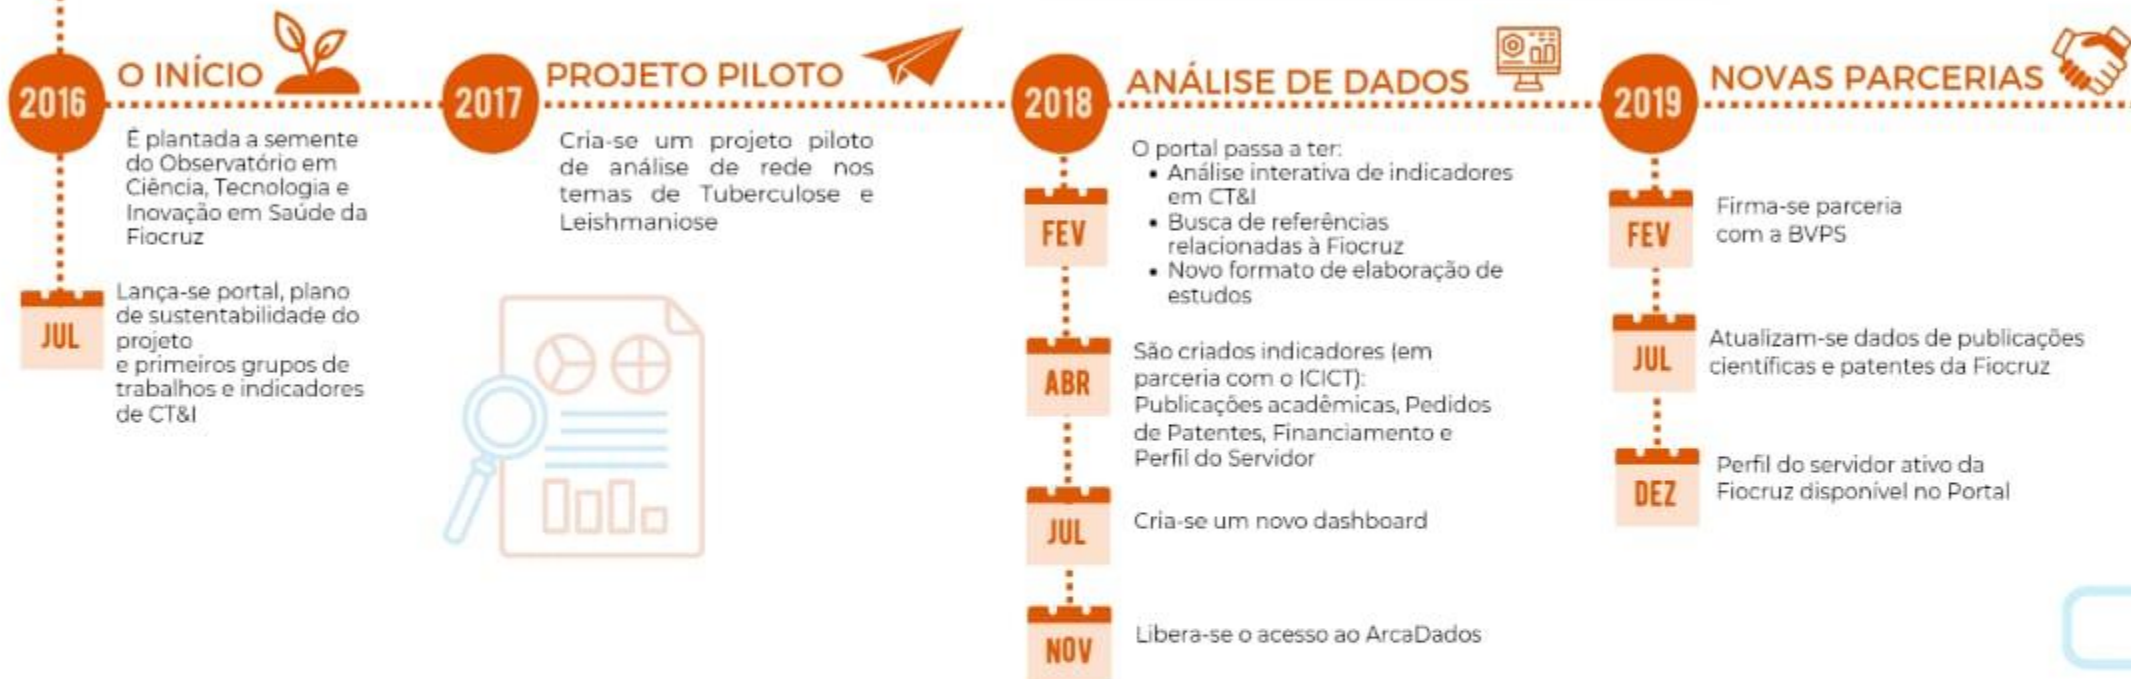 2016
O INÍCIO
É plantada a semente
do Observatório em
Ciência, Tecnologia e
Inovação em Saúde da
Fiocruz
JUL
Lança-se portal, plano
de sustentabilidade do
projeto
e primeiros grupos de
trabalhos e indicadores
de CT&I
2017
PROJETO PILOTO
Cria-se um projeto piloto
de análise de rede nos
temas de Tuberculose e
Leishmaniose
2018
ANÁLISE DE DADOS
FEV
O portal passa a ter:
• Análise interativa de indicadores
em CT&I
• Busca de referências
relacionadas à Fiocruz
• Novo formato de elaboração de
estudos
ABR
São criados indicadores (em
parceria com o ICICT):
Publicações acadêmicas, Pedidos
de Patentes, Financiamento e
Perfil do Servidor
JUL
Cria-se um novo dashboard
NOV
Libera-se o acesso ao ArcaDados
2019
NOVAS PARCERIAS
FEV
Firma-se parceria
com a BVPS
JUL
Atualizam-se dados de publicações
científicas e patentes da Fiocruz
DEZ
Perfil do servidor ativo da
Fiocruz disponível no Portal